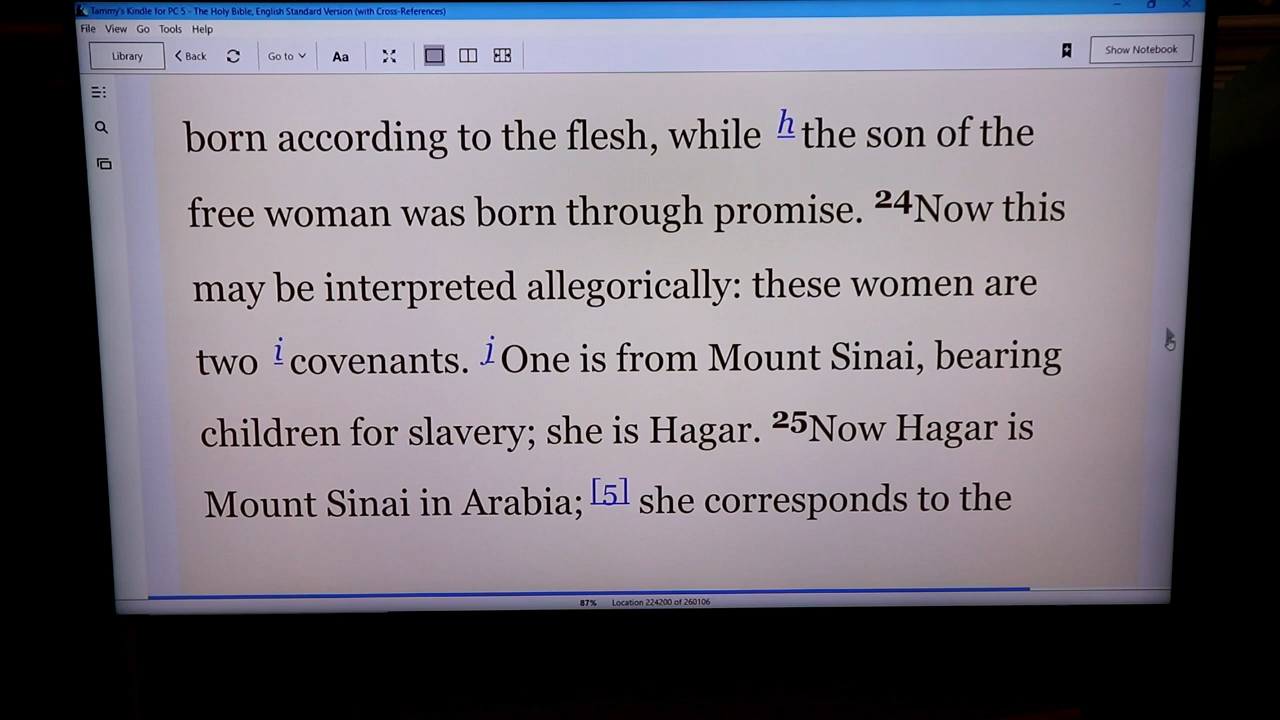 Tammy's Kindle for PC 5 - The Holy Bible, English Standard Version (with Cross-References)
File View Go Tools Help
Library Back Go to Aa Show Notebook
born according to the flesh, while h the son of the
free woman was born through promise. 24Now this
may be interpreted allegorically: these women are
two i covenants. j One is from Mount Sinai, bearing
children for slavery; she is Hagar. 25Now Hagar is
Mount Sinai in Arabia; [5] she corresponds to the
87% Location 224200 of 260106